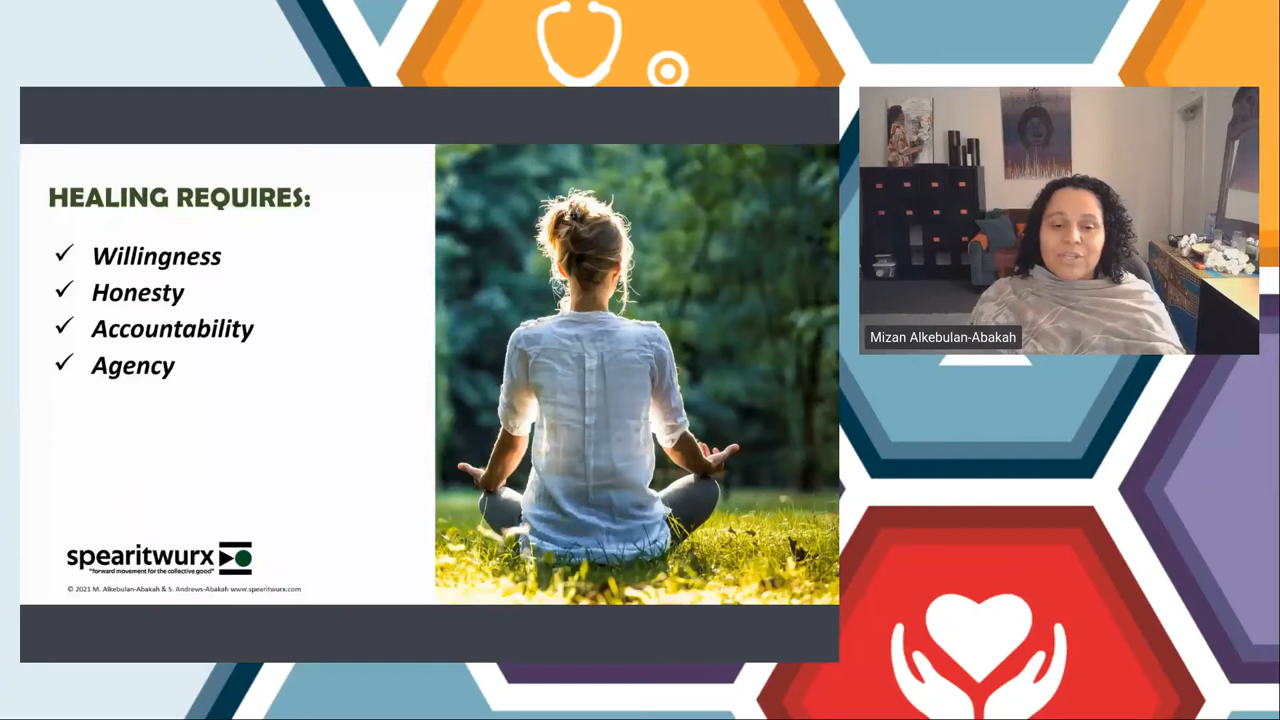 HEALING REQUIRES:
✓ Willingness
✓ Honesty
✓ Accountability
✓ Agency
spearitwurx
"forward movement for the collective good"
© 2021 M. Alkebulan-Abakah & S. Andrews-Abakah www.spearitwurx.com
Mizan Alkebulan-Abakah